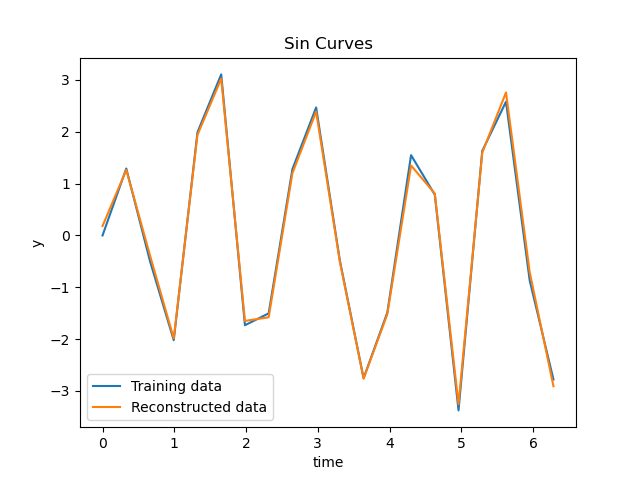 Sin Curves
3
2
1
0
−1
−2
−3
y
Training data
Reconstructed data
0 1 2 3 4 5 6
time